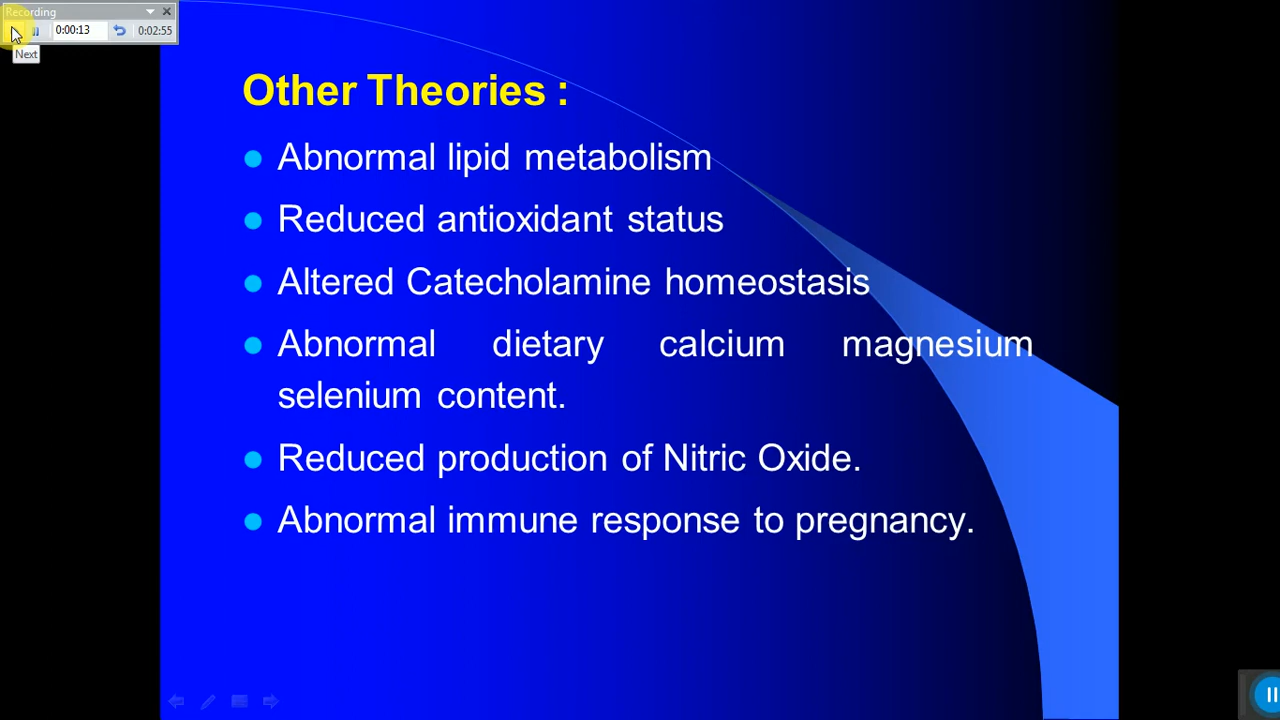 Recording
0:00:13
0:02:55
Next
Other Theories :
Abnormal lipid metabolism
Reduced antioxidant status
Altered Catecholamine homeostasis
Abnormal dietary calcium magnesium
selenium content.
Reduced production of Nitric Oxide.
Abnormal immune response to pregnancy.